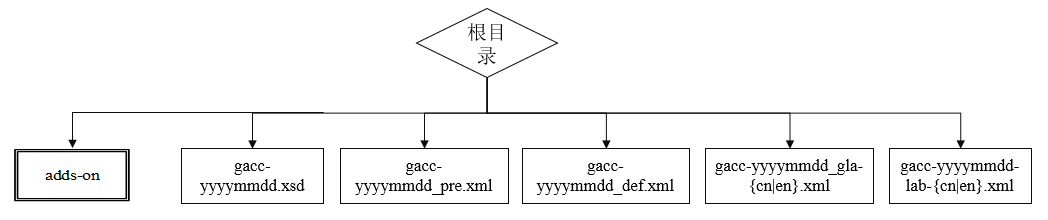 根目
录
adds-on
gacc-
yyyymmdd.xsd
gacc-
yyyymmdd_pre.xml
gacc-
yyyymmdd_def.xml
gacc-yyyymmdd_gla-
{cn|en}.xml
gacc-yyyymmdd-
lab-{cn|en}.xml